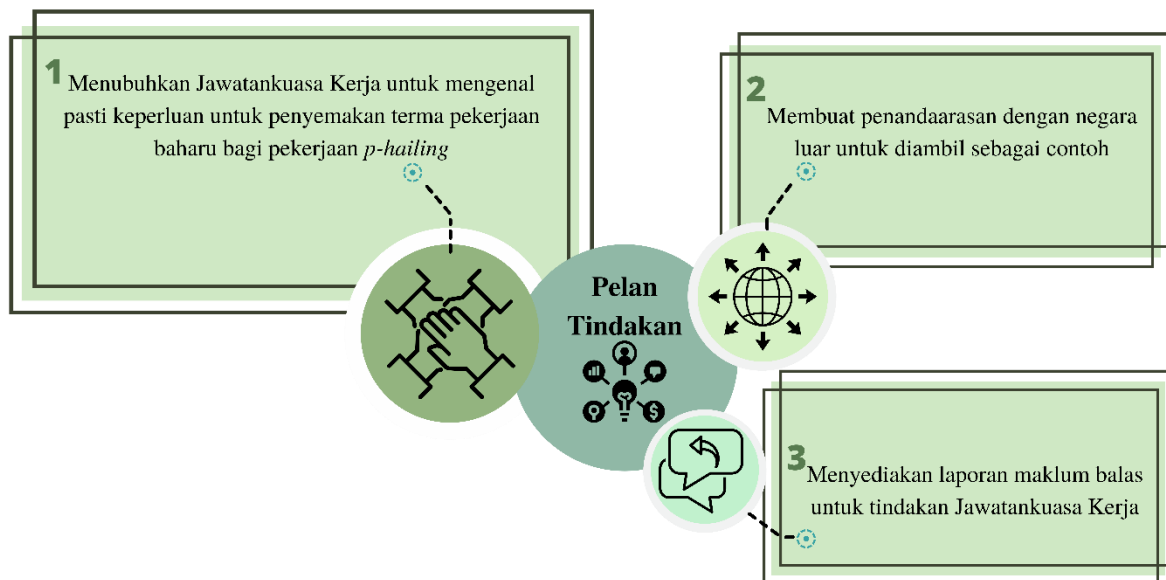 1
Menubuhkan Jawatankuasa Kerja untuk mengenal
pasti keperluan untuk penyemakan terma pekerjaan
baharu bagi pekerjaan p-hailing
2
Membuat penandaarasan dengan negara
luar untuk diambil sebagai contoh
Pelan
Tindakan
3
Menyediakan laporan maklum balas
untuk tindakan Jawatankuasa Kerja